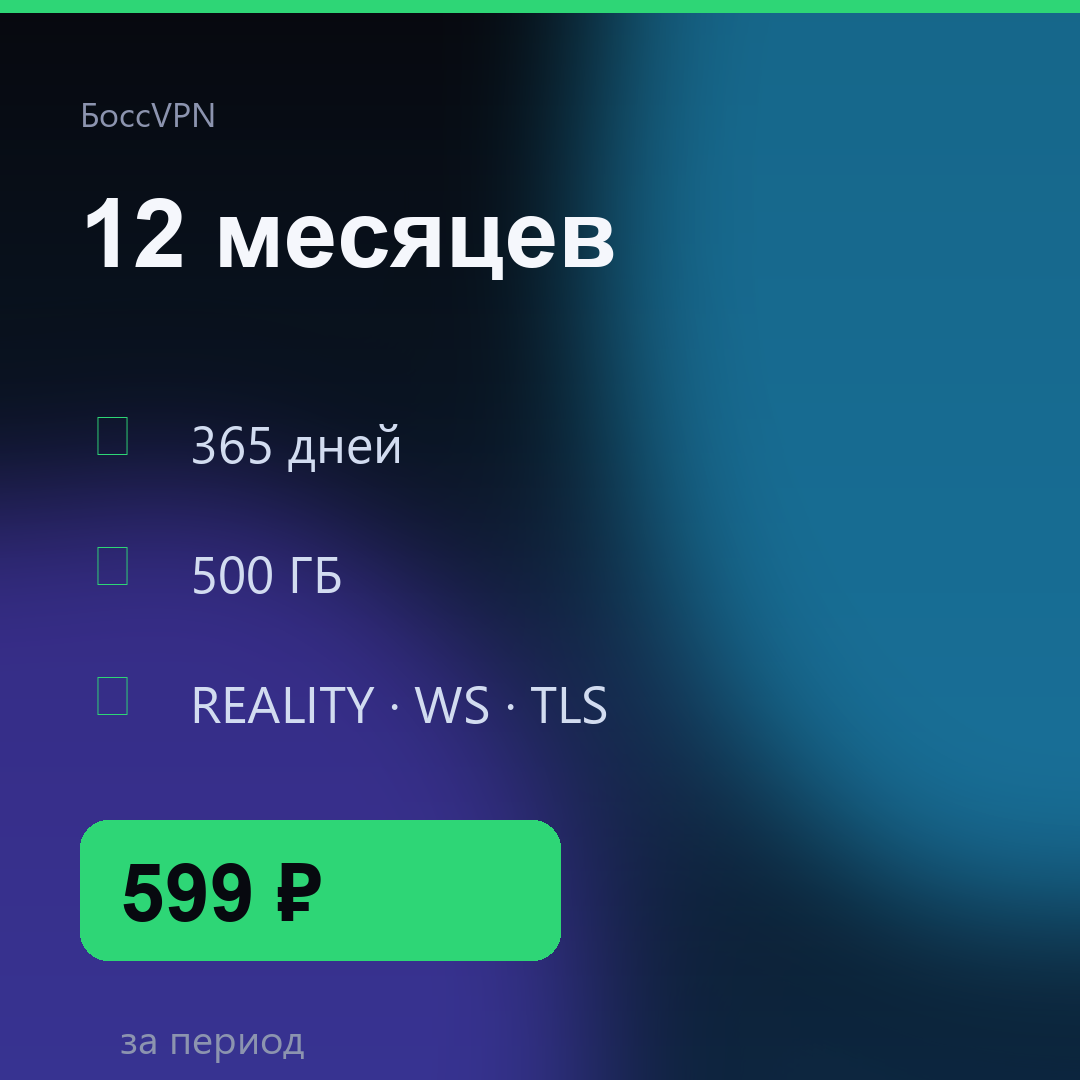 БоссVPN
12 месяцев
365 дней
500 ГБ
REALITY · WS · TLS
599 ₽
за период